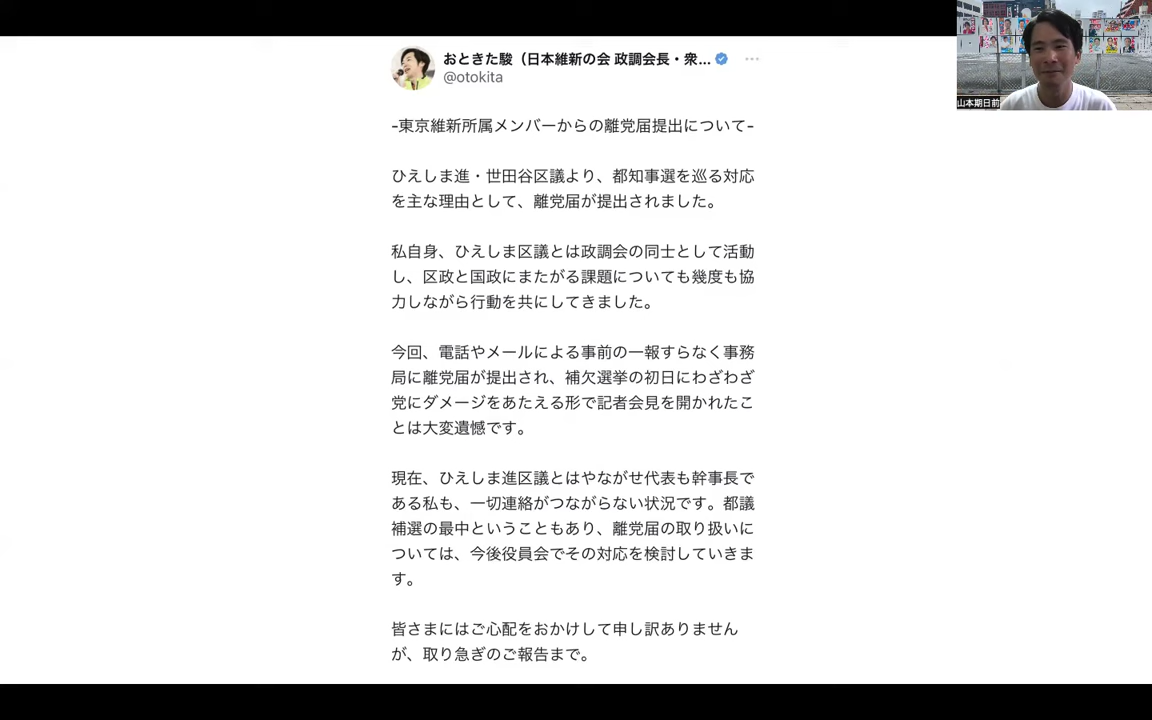 おときた駿（日本維新の会 政調会長・衆...
@otokita
-東京維新所属メンバーからの離党届提出について-
ひえしま進・世田谷区議より、都知事選を巡る対応
を主な理由として、離党届が提出されました。
私自身、ひえしま区議とは政調会の同士として活動
し、区政と国政にまたがる課題についても幾度も協
力しながら行動を共にしてきました。
今回、電話やメールによる事前の一報すらなく事務
局に離党届が提出され、補欠選挙の初日にわざわざ
党にダメージをあたえる形で記者会見を開かれたこ
とは大変遺憾です。
現在、ひえしま進区議とはやながせ代表も幹事長で
ある私も、一切連絡がつながらない状況です。都議
補選の最中ということもあり、離党届の取り扱いに
ついては、今後役員会でその対応を検討していきま
す。
皆さまにはご心配をおかけして申し訳ありません
が、取り急ぎのご報告まで。
山本期日前